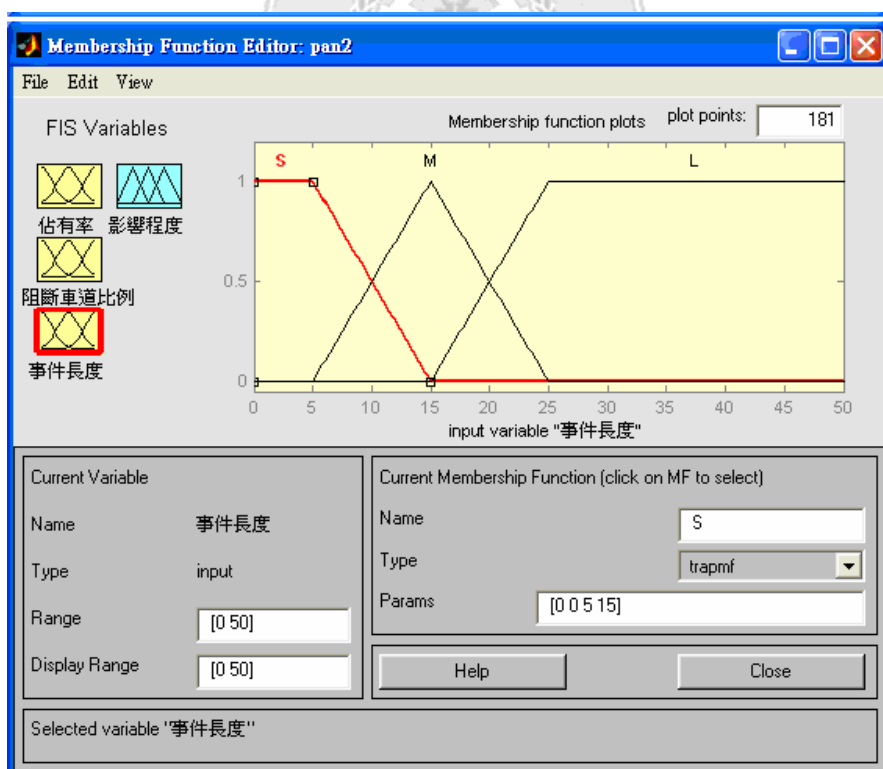 Membership Function Editor: pan2
File Edit View
FIS Variables
佔有率 影響程度
阻斷車道比例
事件長度
Membership function plots plot points: 181
S M L
1
0.5
0
0 5 10 15 20 25 30 35 40 45 50
input variable "事件長度"
Current Variable
Name 事件長度
Type input
Range [0 50]
Display Range [0 50]
Current Membership Function (click on MF to select)
Name S
Type trapmf
Params [0 0 5 15]
Help Close
Selected variable "事件長度"